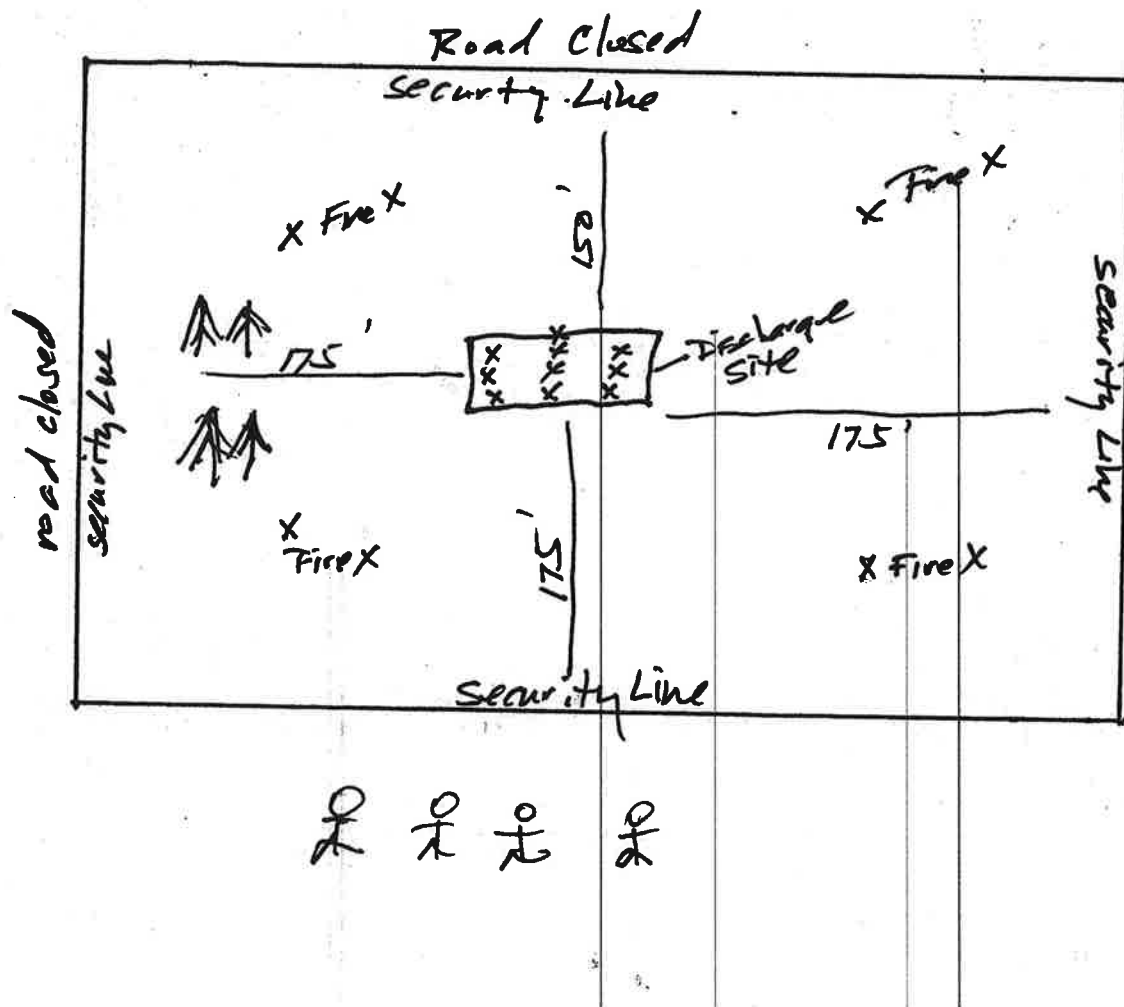 Road Closed
security Line
X Fire X
X Fire X
175'
Discharge
Site
175'
road closed
security Line
security Line
X
Fire X
175'
X Fire X
Security Line